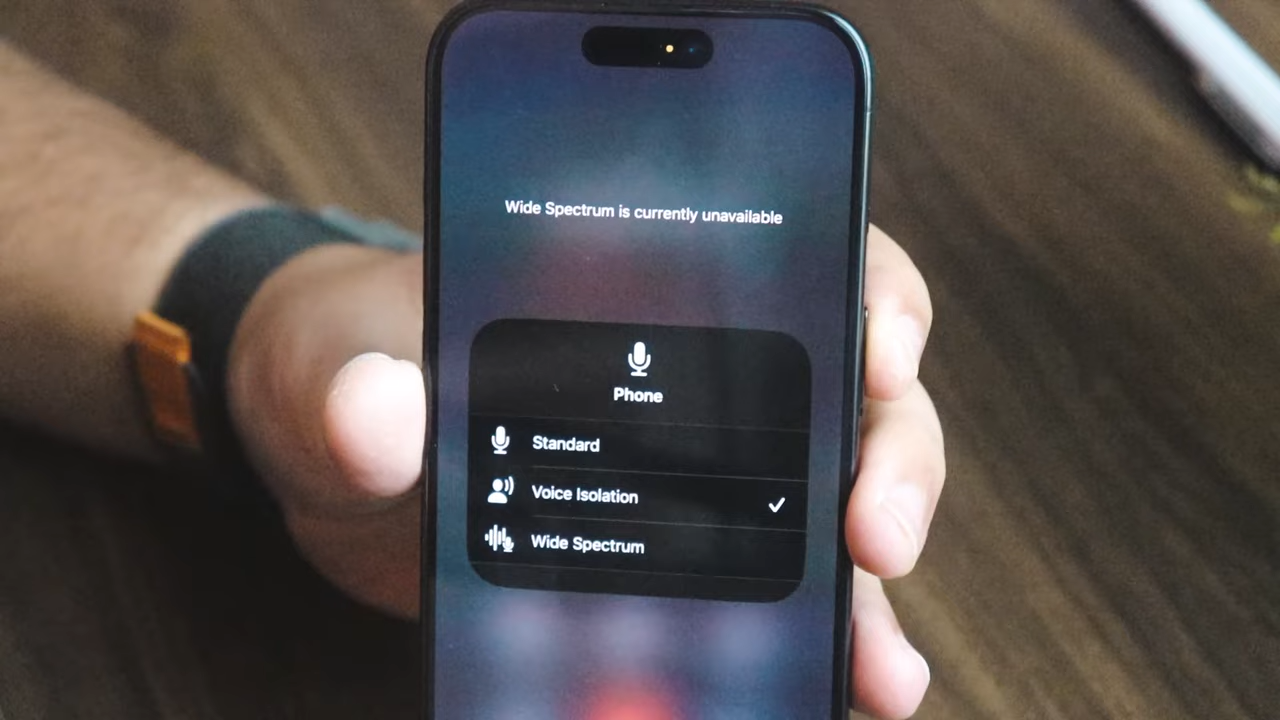 Wide Spectrum is currently unavailable
Phone
Standard
Voice Isolation
Wide Spectrum